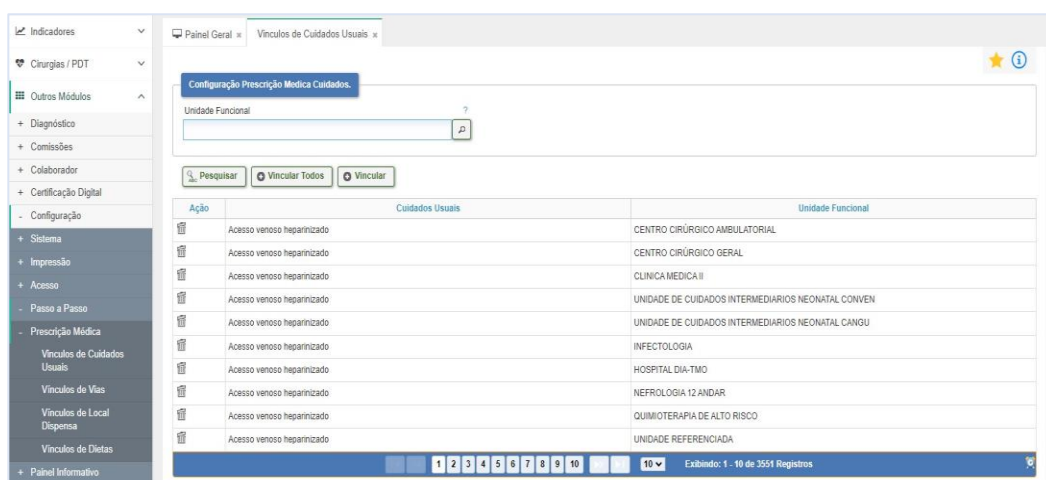 Indicadores
Cirurgias / PDT
Outros Módulos
+ Diagnóstico
+ Comissões
+ Colaborador
+ Certificação Digital
- Configuração
+ Sistema
+ Impressão
+ Acesso
- Passo a Passo
- Prescrição Médica
Vínculos de Cuidados
Usuais
Vínculos de Vias
Vínculos de Local
Dispensa
Vínculos de Dietas
+ Painel Informativo
Painel Geral × Vínculos de Cuidados Usuais ×
Configuração Prescrição Medica Cuidados.
Unidade Funcional ?
Pesquisar Vincular Todos Vincular
Ação Cuidados Usuais Unidade Funcional
Acesso venoso heparinizado CENTRO CIRÚRGICO AMBULATORIAL
Acesso venoso heparinizado CENTRO CIRÚRGICO GERAL
Acesso venoso heparinizado CLINICA MEDICA II
Acesso venoso heparinizado UNIDADE DE CUIDADOS INTERMEDIARIOS NEONATAL CONVEN
Acesso venoso heparinizado UNIDADE DE CUIDADOS INTERMEDIARIOS NEONATAL CANGU
Acesso venoso heparinizado INFECTOLOGIA
Acesso venoso heparinizado HOSPITAL DIA-TMO
Acesso venoso heparinizado NEFROLOGIA 12 ANDAR
Acesso venoso heparinizado QUIMIOTERAPIA DE ALTO RISCO
Acesso venoso heparinizado UNIDADE REFERENCIADA
1 2 3 4 5 6 7 8 9 10 10 Exibindo: 1 - 10 de 3551 Registros